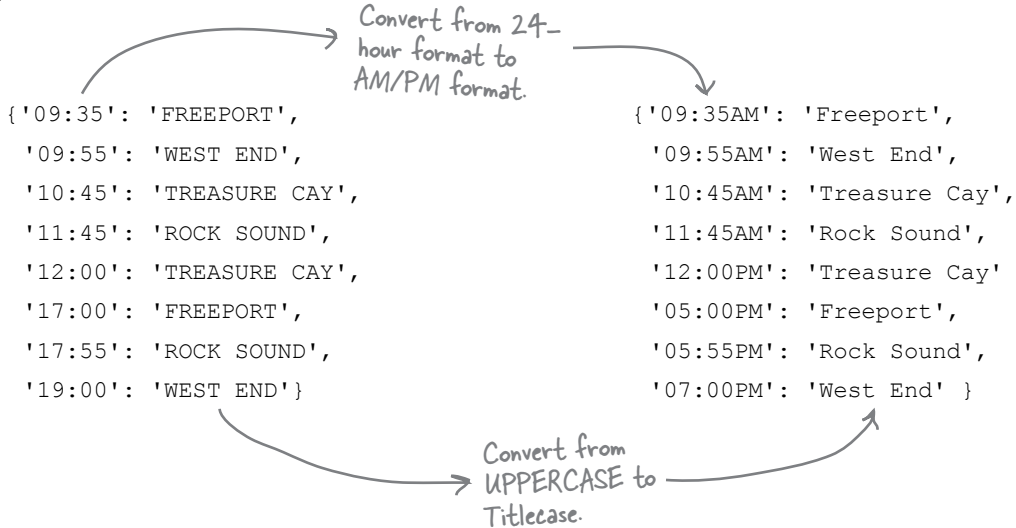 Convert from 24-
hour format to
AM/PM format.
{'09:35': 'FREEPORT',
'09:55': 'WEST END',
'10:45': 'TREASURE CAY',
'11:45': 'ROCK SOUND',
'12:00': 'TREASURE CAY',
'17:00': 'FREEPORT',
'17:55': 'ROCK SOUND',
'19:00': 'WEST END'}
{'09:35AM': 'Freeport',
'09:55AM': 'West End',
'10:45AM': 'Treasure Cay',
'11:45AM': 'Rock Sound',
'12:00PM': 'Treasure Cay'
'05:00PM': 'Freeport',
'05:55PM': 'Rock Sound',
'07:00PM': 'West End' }
Convert from
UPPERCASE to
Titlecase.